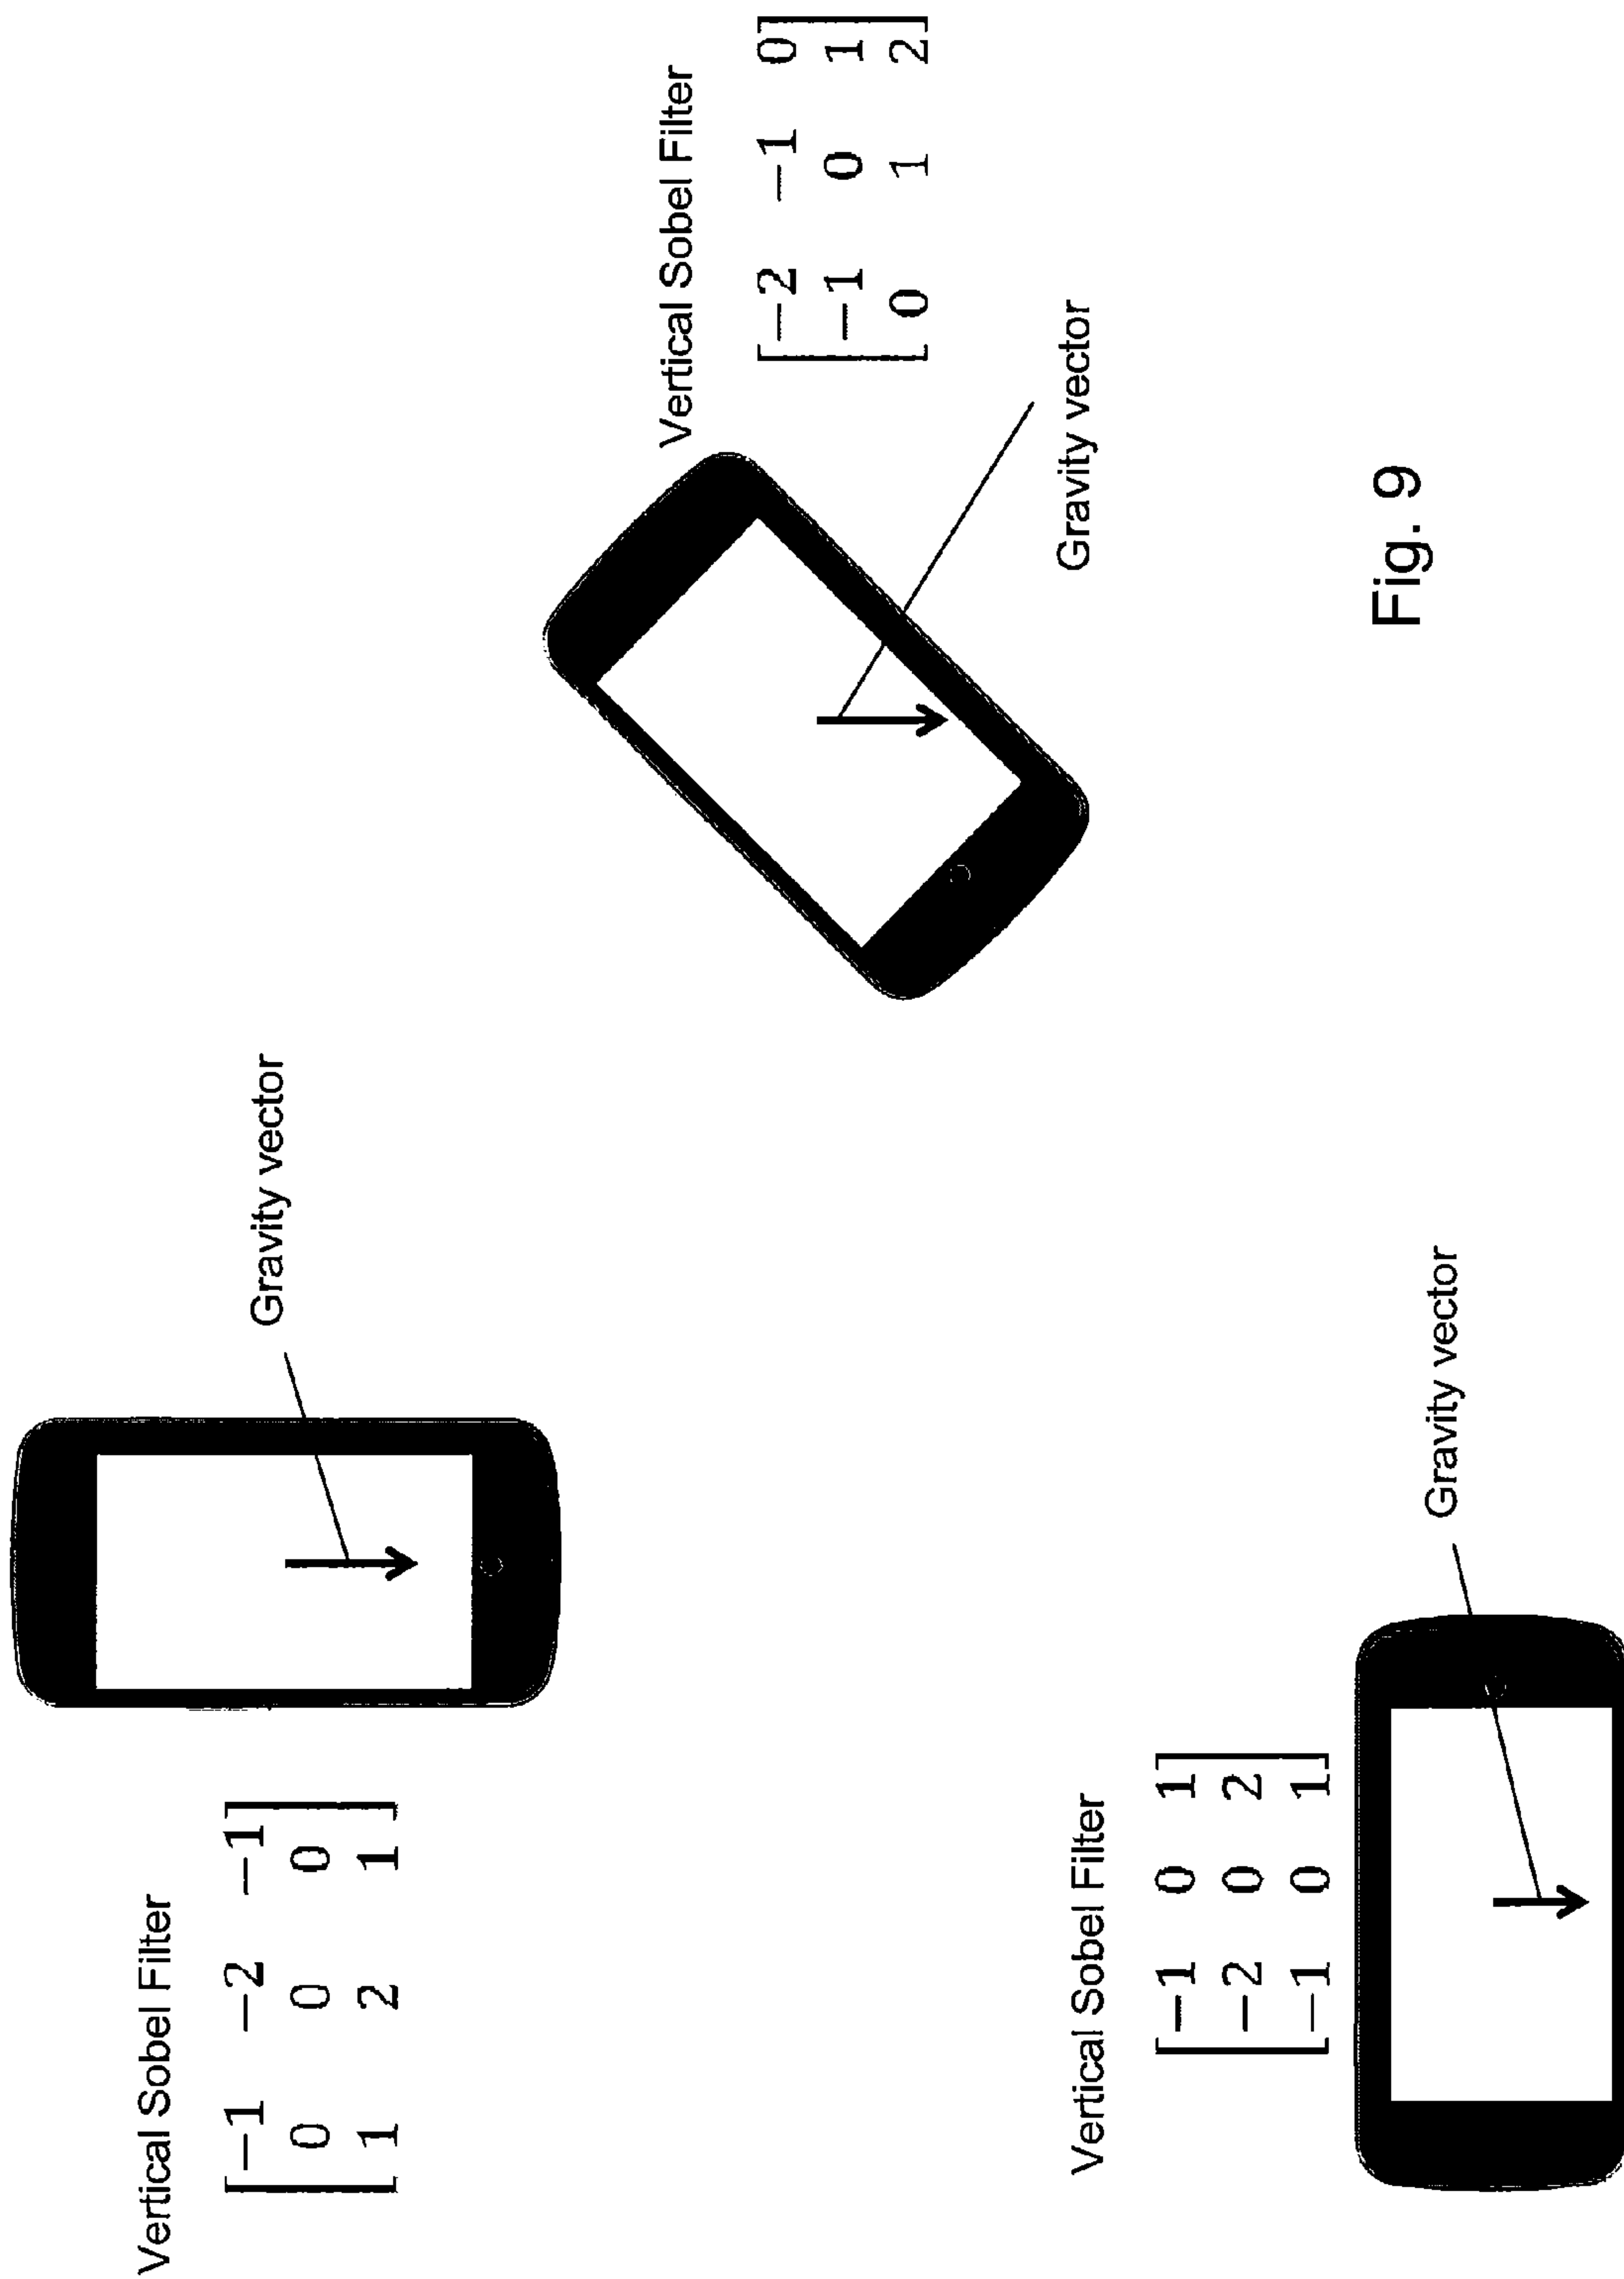 Vertical Sobel Filter
[−1 −2 −1]
[0 0 0]
[1 2 1]
Gravity vector
Vertical Sobel Filter
[−2 −1 0]
[−1 0 1]
[0 1 2]
Gravity vector
Vertical Sobel Filter
[−1 0 1]
[−2 0 2]
[−1 0 1]
Gravity vector
Fig. 9